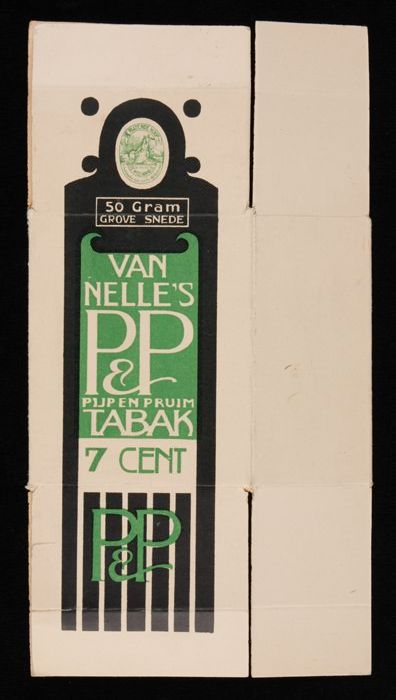 50 Gram
GROVE SNEDE
VAN
NELLE'S
P&P
PIJP EN PRUIM
TABAK
7 CENT
P&P